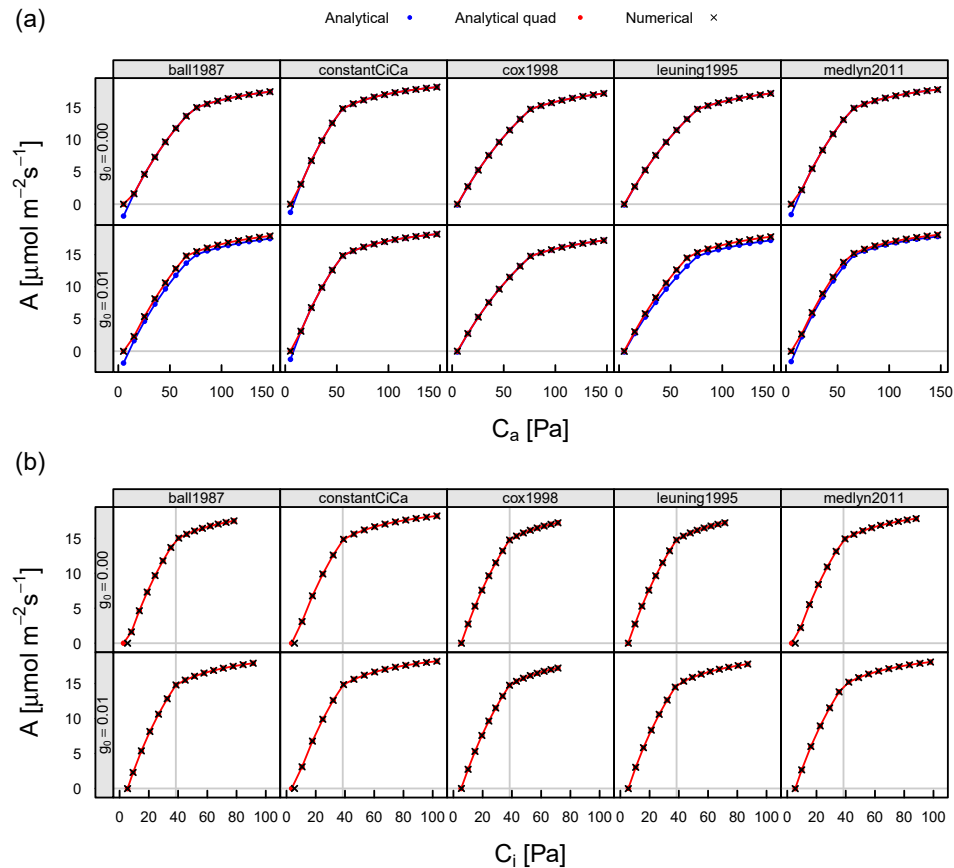 (a)
Analytical Analytical quad Numerical
ball1987 constantCiCa cox1998 leuning1995 medlyn2011
g₀ = 0.00
15
10
5
0
g₀ = 0.01
15
10
5
0
A [μmol m⁻²s⁻¹]
0 50 100 150 0 50 100 150 0 50 100 150 0 50 100 150 0 50 100 150
Cₐ [Pa]
(b)
ball1987 constantCiCa cox1998 leuning1995 medlyn2011
g₀ = 0.00
15
10
5
0
g₀ = 0.01
15
10
5
0
A [μmol m⁻²s⁻¹]
0 20 40 60 80 100 0 20 40 60 80 100 0 20 40 60 80 100 0 20 40 60 80 100 0 20 40 60 80 100
Cᵢ [Pa]